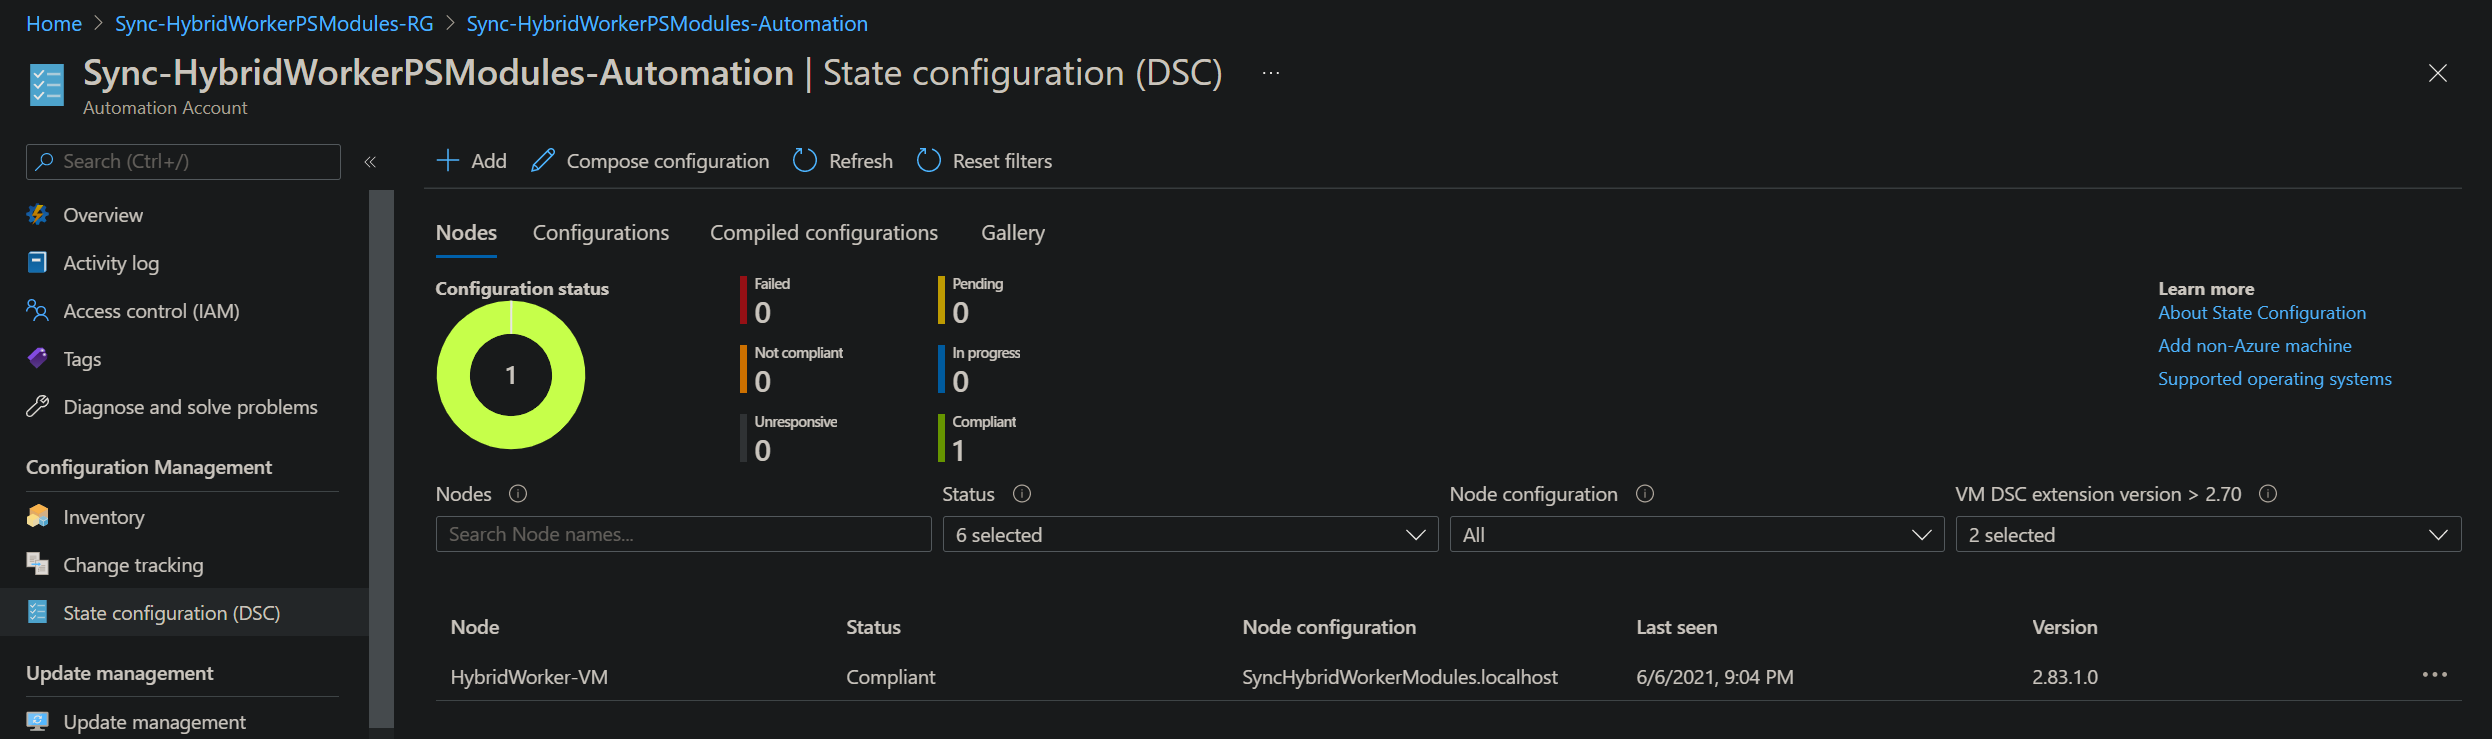 Home > Sync-HybridWorkerPSModules-RG > Sync-HybridWorkerPSModules-Automation
Sync-HybridWorkerPSModules-Automation | State configuration (DSC) ...
Automation Account
Search (Ctrl+/) «
Overview
Activity log
Access control (IAM)
Tags
Diagnose and solve problems
Configuration Management
Inventory
Change tracking
State configuration (DSC)
Update management
Update management
Add Compose configuration Refresh Reset filters
Nodes Configurations Compiled configurations Gallery
Configuration status
1
Failed
0
Pending
0
Not compliant
0
In progress
0
Unresponsive
0
Compliant
1
Learn more
About State Configuration
Add non-Azure machine
Supported operating systems
Nodes Status Node configuration VM DSC extension version > 2.70
Search Node names... 6 selected All 2 selected
Node Status Node configuration Last seen Version
HybridWorker-VM Compliant SyncHybridWorkerModules.localhost 6/6/2021, 9:04 PM 2.83.1.0 ...